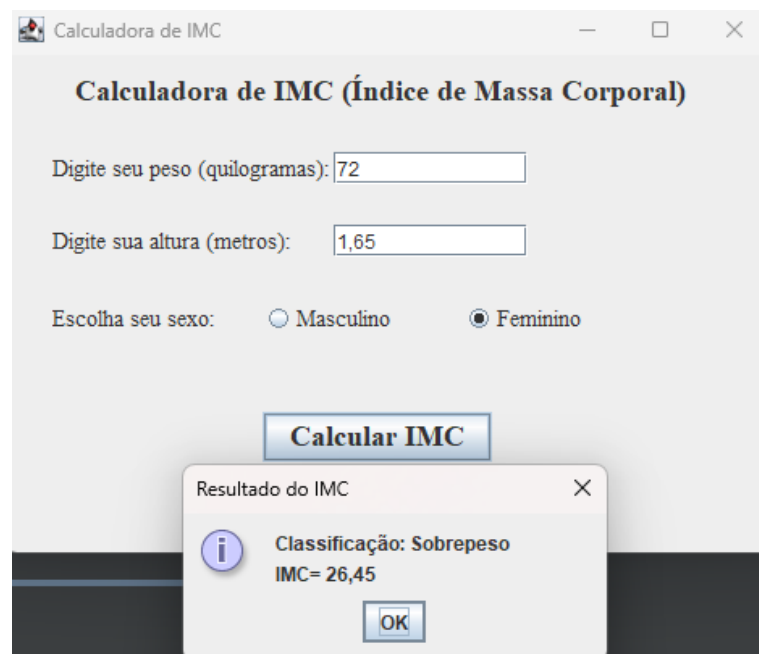 Calculadora de IMC
Calculadora de IMC (Índice de Massa Corporal)
Digite seu peso (quilogramas): 72
Digite sua altura (metros): 1,65
Escolha seu sexo: Masculino Feminino
Calcular IMC
Resultado do IMC
Classificação: Sobrepeso
IMC= 26,45
OK